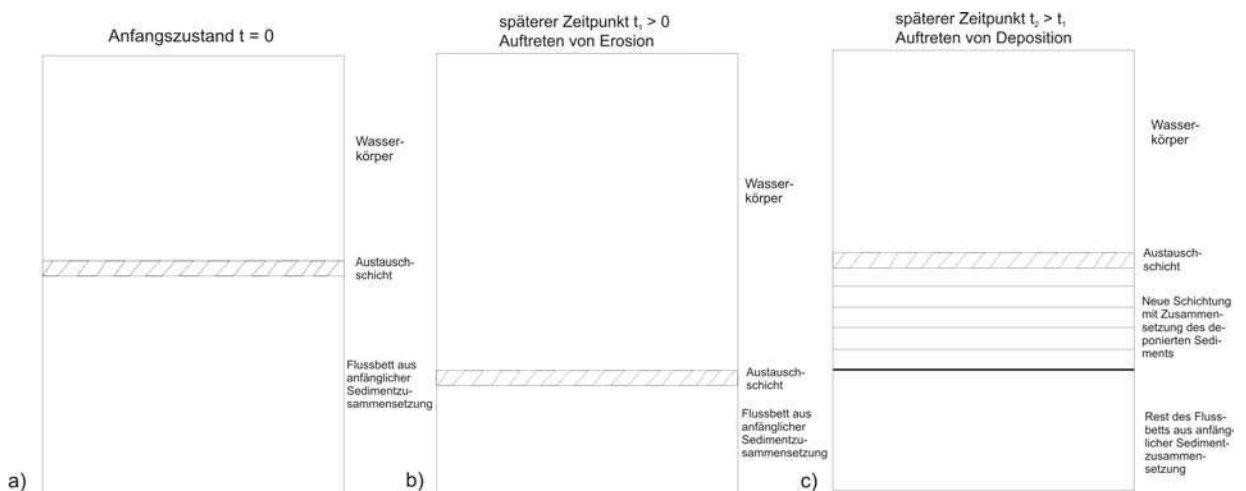 Anfangszustand t = 0
Wasser-
körper
Austausch-
schicht
Flussbett aus
anfänglicher
Sedimentzu-
sammensetzung
a)
späterer Zeitpunkt t₁ > 0
Auftreten von Erosion
Wasser-
körper
Austausch-
schicht
Flussbett aus
anfänglicher
Sedimentzu-
sammensetzung
b)
späterer Zeitpunkt t₂ > t₁
Auftreten von Deposition
Wasser-
körper
Austausch-
schicht
Neue Schichtung
mit Zusammen-
setzung des de-
ponierten Sedi-
ments
Rest des Fluss-
betts aus anfäng-
licher Sediment-
zusammen-
setzung
c)